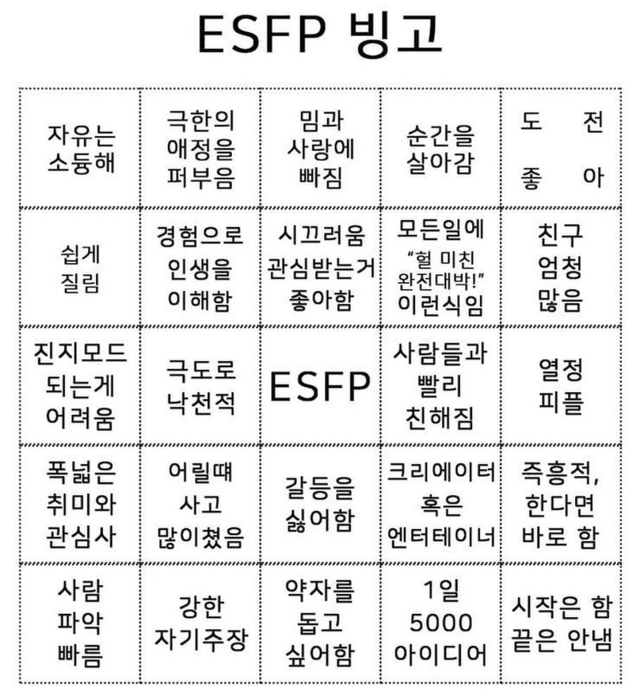 ESFP 빙고
자유는
소듕해
극한의
애정을
퍼부음
밈과
사랑에
빠짐
순간을
살아감
도 전
좋 아
쉽게
질림
경험으로
인생을
이해함
시끄러움
관심받는거
좋아함
모든일에
“헐 미친
완전대박!”
이런식임
친구
엄청
많음
진지모드
되는게
어려움
극도로
낙천적
ESFP
사람들과
빨리
친해짐
열정
피플
폭넓은
취미와
관심사
어릴떄
사고
많이쳤음
갈등을
싫어함
크리에이터
혹은
엔터테이너
즉흥적,
한다면
바로 함
사람
파악
빠름
강한
자기주장
약자를
돕고
싶어함
1일
5000
아이디어
시작은 함
끝은 안냄